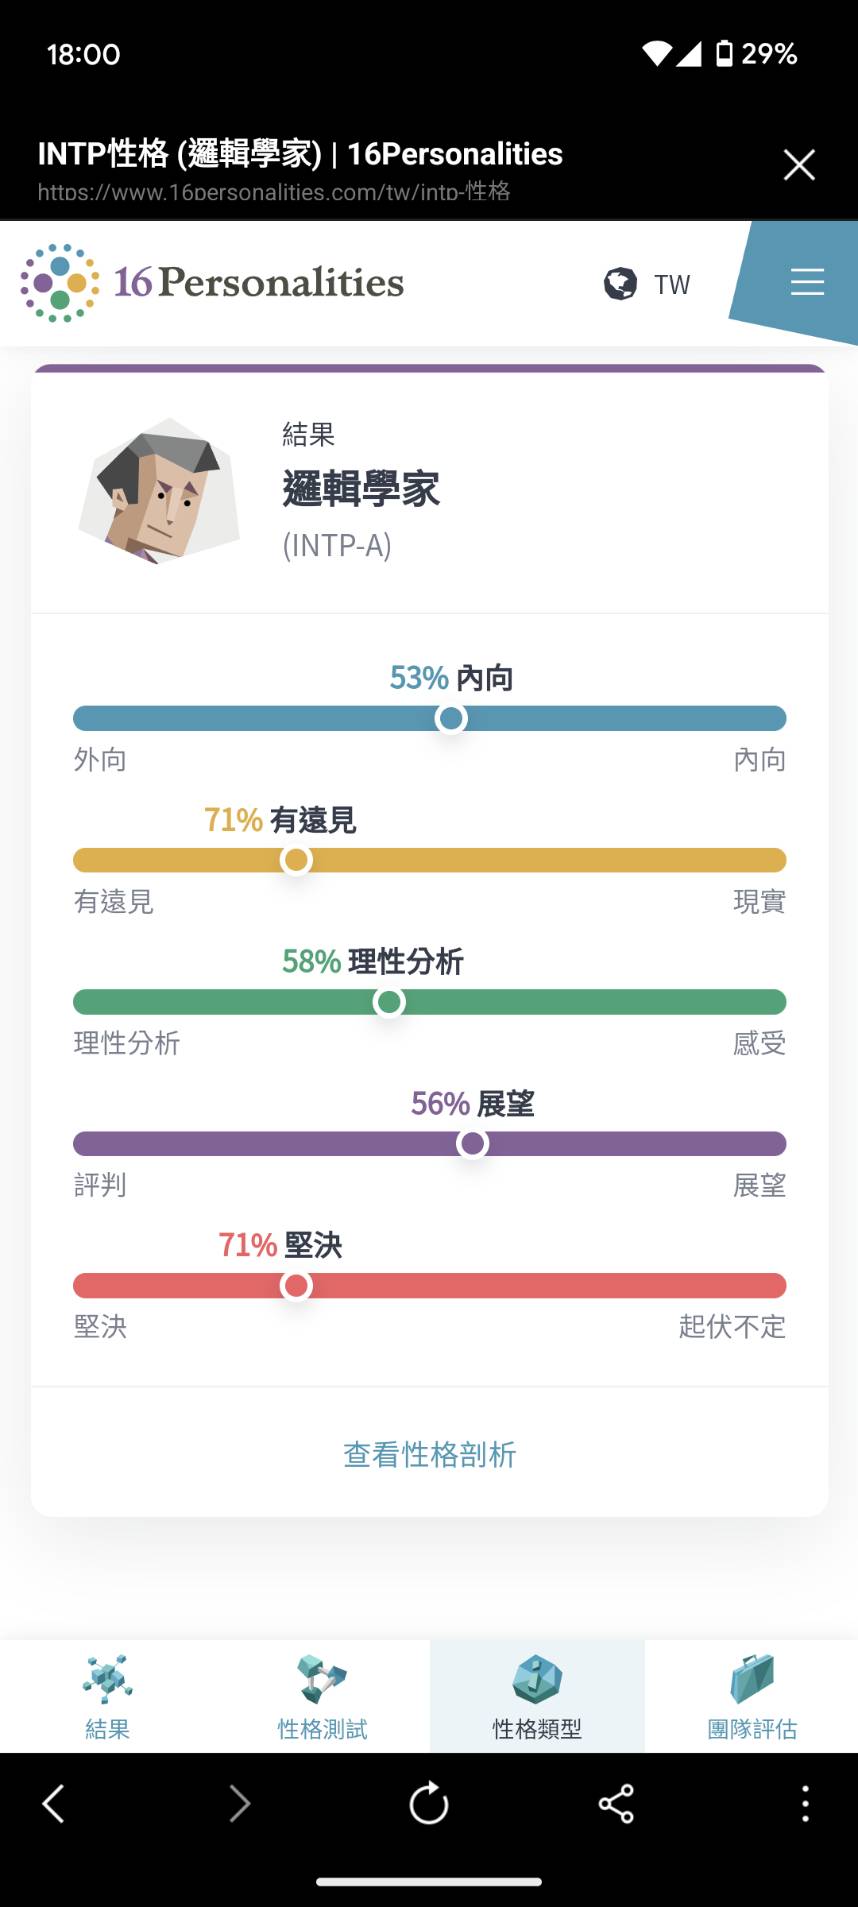 18:00
29%
INTP性格 (邏輯學家) | 16Personalities
https://www.16personalities.com/tw/intp-性格
16Personalities
TW
結果
邏輯學家
(INTP-A)
53% 內向
外向
內向
71% 有遠見
有遠見
現實
58% 理性分析
理性分析
感受
56% 展望
評判
展望
71% 堅決
堅決
起伏不定
查看性格剖析
結果
性格測試
性格類型
團隊評估